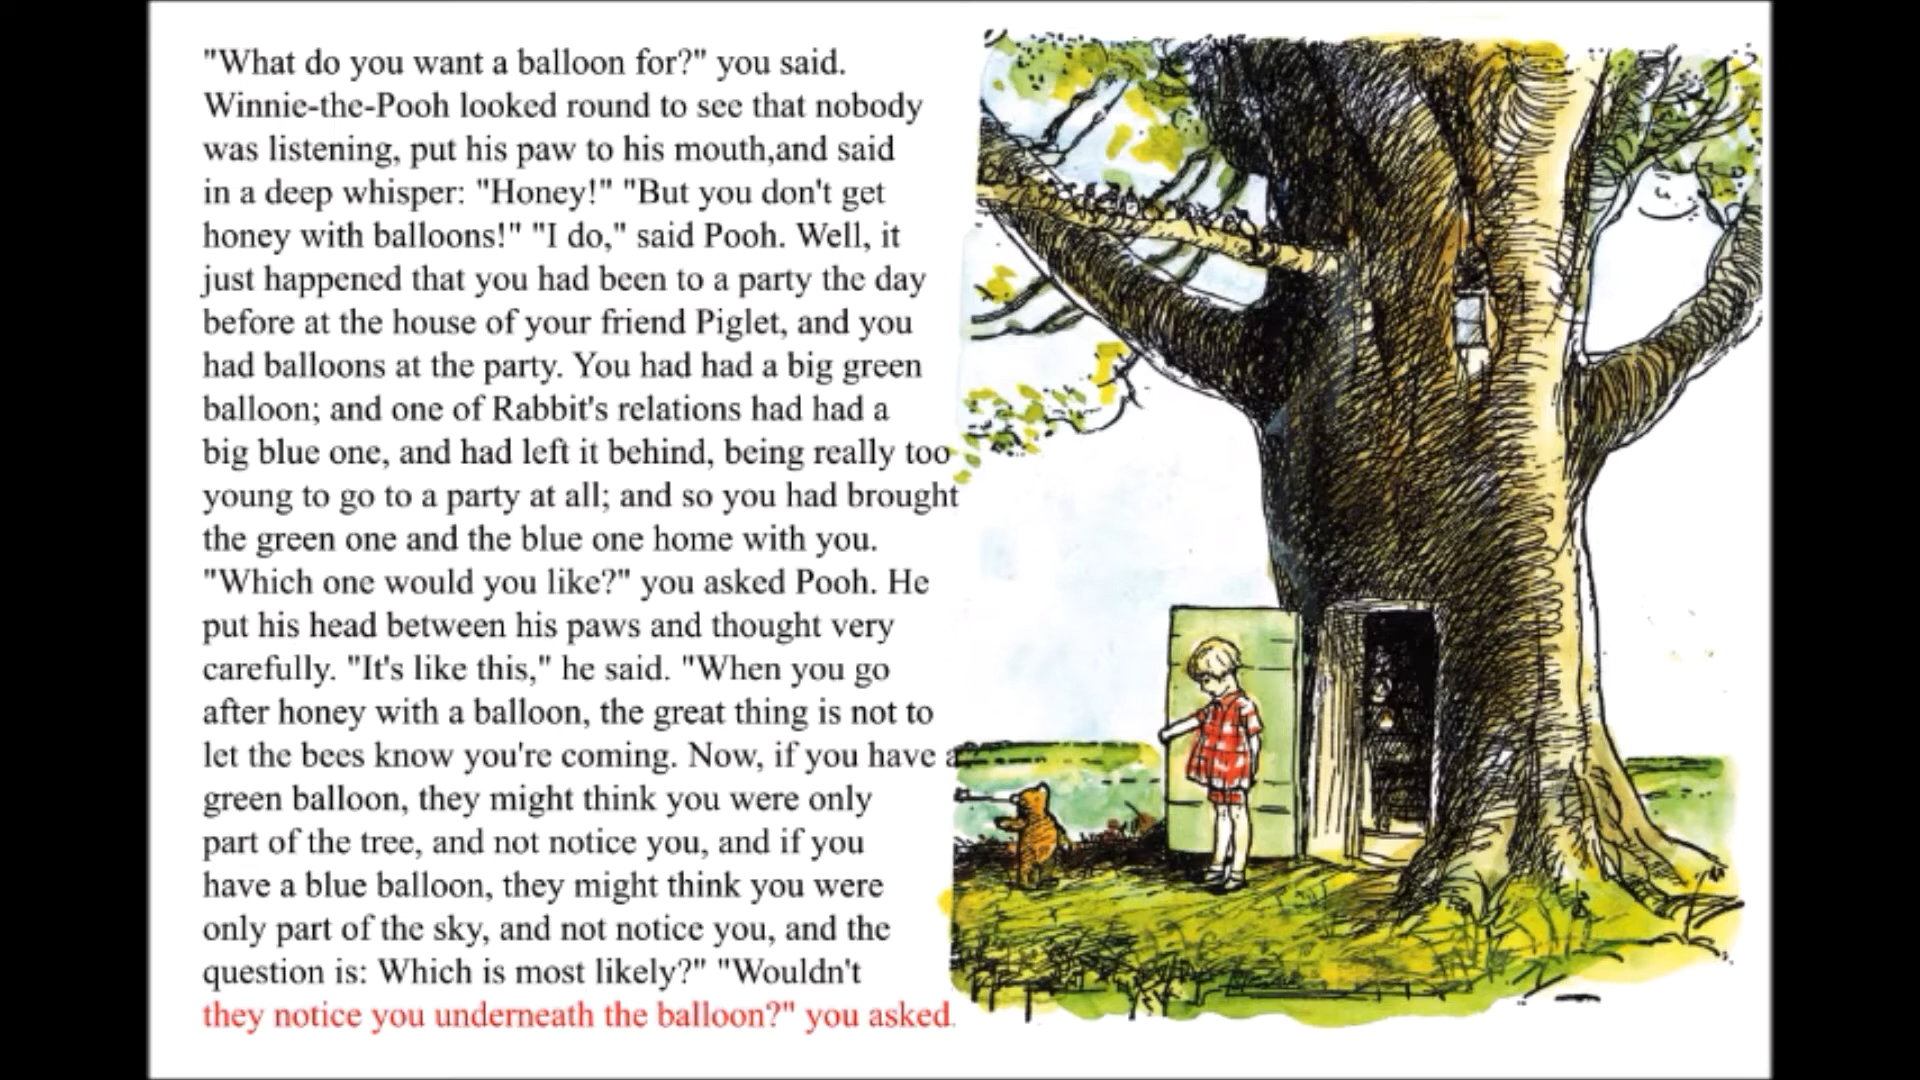 "What do you want a balloon for?" you said.
Winnie-the-Pooh looked round to see that nobody
was listening, put his paw to his mouth,and said
in a deep whisper: "Honey!" "But you don't get
honey with balloons!" "I do," said Pooh. Well, it
just happened that you had been to a party the day
before at the house of your friend Piglet, and you
had balloons at the party. You had had a big green
balloon; and one of Rabbit's relations had had a
big blue one, and had left it behind, being really too
young to go to a party at all; and so you had brought
the green one and the blue one home with you.
"Which one would you like?" you asked Pooh. He
put his head between his paws and thought very
carefully. "It's like this," he said. "When you go
after honey with a balloon, the great thing is not to
let the bees know you're coming. Now, if you have a
green balloon, they might think you were only
part of the tree, and not notice you, and if you
have a blue balloon, they might think you were
only part of the sky, and not notice you, and the
question is: Which is most likely?" "Wouldn't
they notice you underneath the balloon?" you asked.